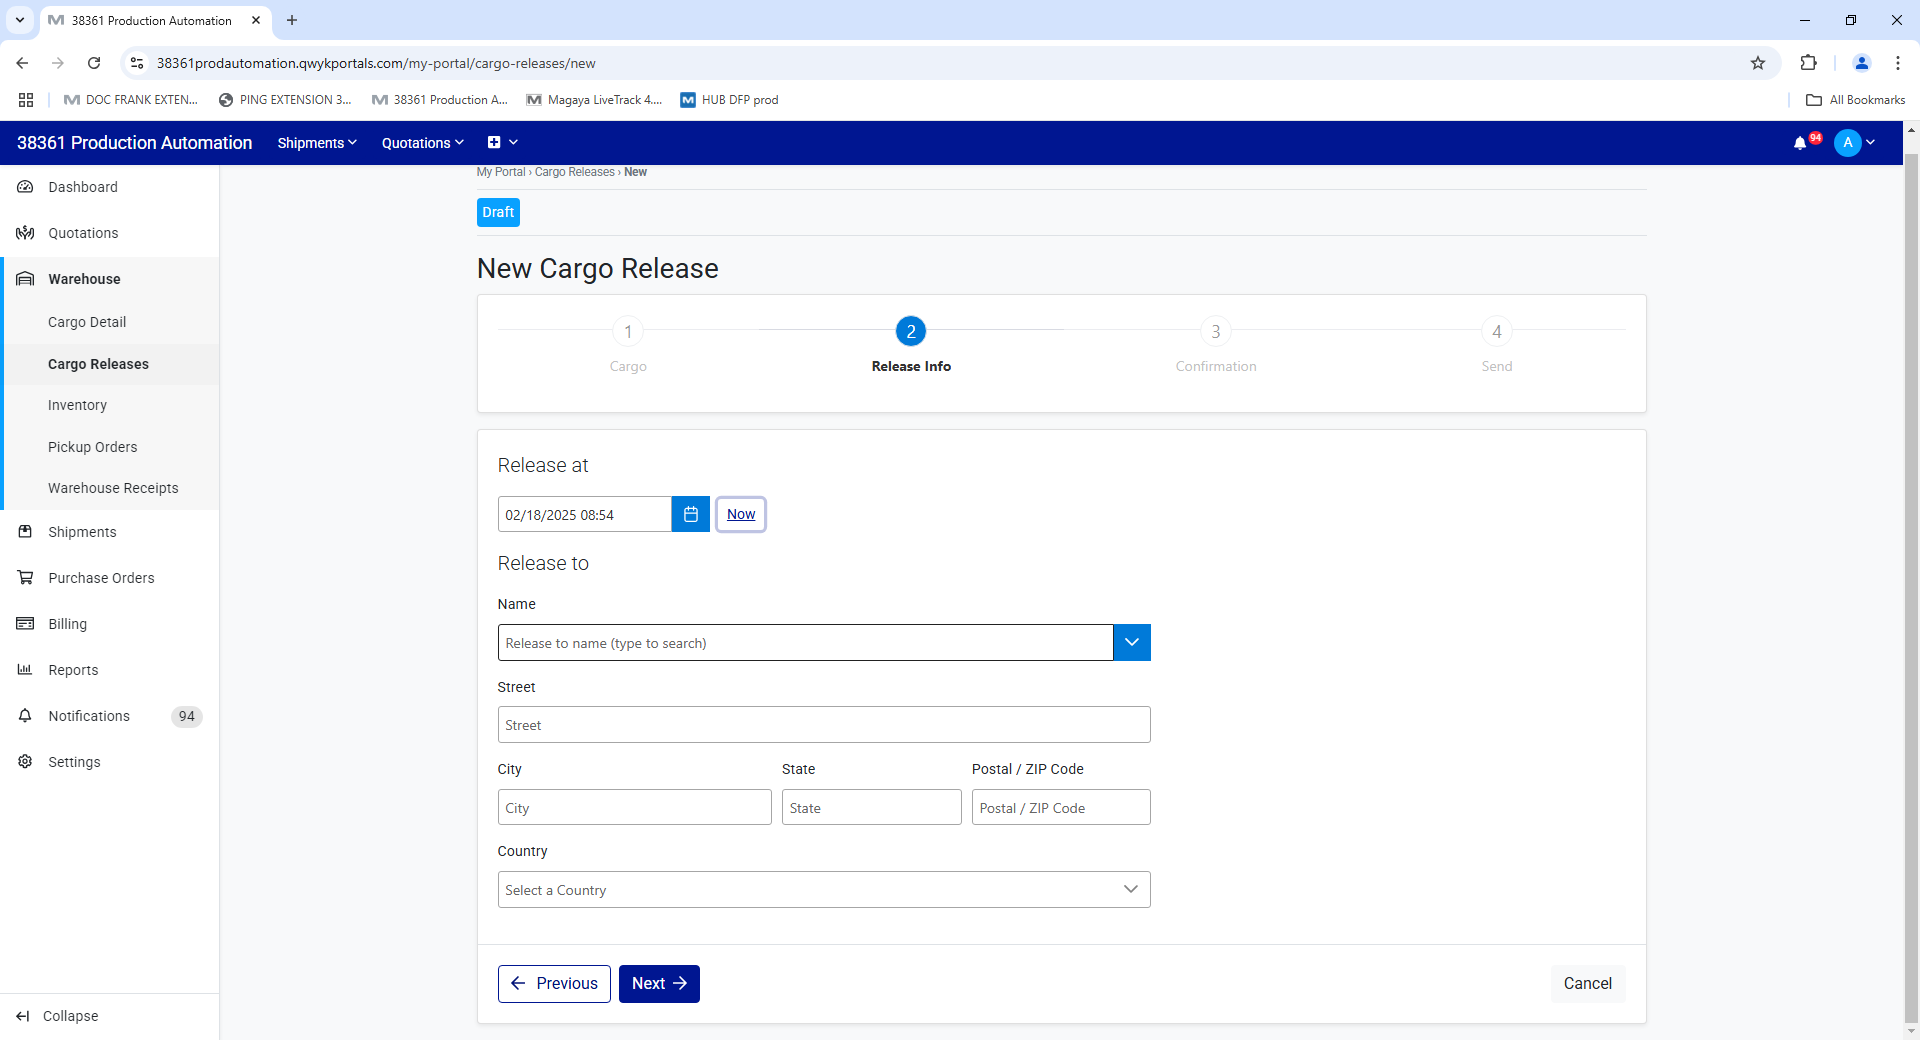 38361 Production Automation
38361prodautomation.qwykportals.com/my-portal/cargo-releases/new
DOC FRANK EXTEN...
PING EXTENSION 3...
38361 Production A...
Magaya LiveTrack 4....
HUB DFP prod
All Bookmarks
38361 Production Automation
Shipments
Quotations
94
A
Dashboard
Quotations
Warehouse
Cargo Detail
Cargo Releases
Inventory
Pickup Orders
Warehouse Receipts
Shipments
Purchase Orders
Billing
Reports
Notifications 94
Settings
Collapse
My Portal › Cargo Releases › New
Draft
New Cargo Release
1 2 3 4
Cargo Release Info Confirmation Send
Release at
02/18/2025 08:54 Now
Release to
Name
Release to name (type to search)
Street
Street
City State Postal / ZIP Code
City State Postal / ZIP Code
Country
Select a Country
Previous Next Cancel